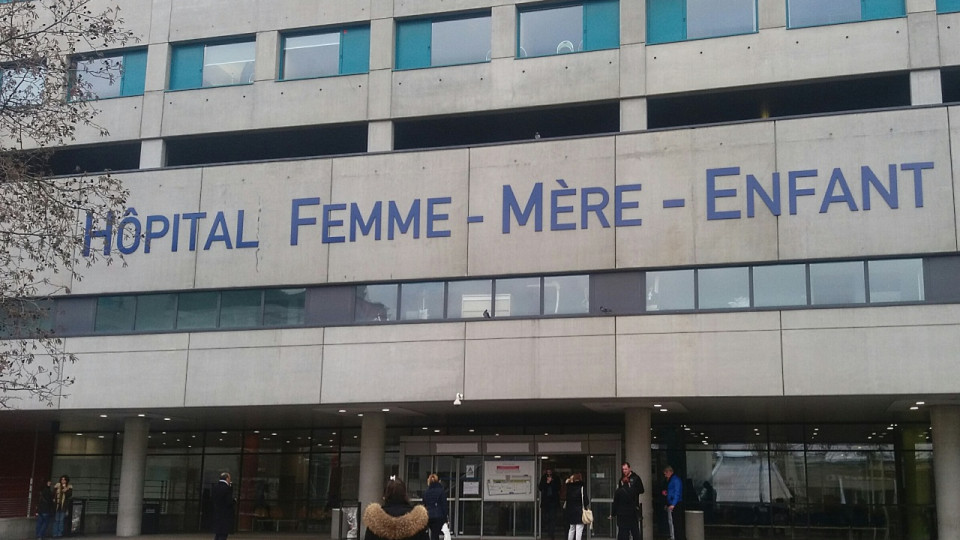 HÔPITAL FEMME - MÈRE - ENFANT